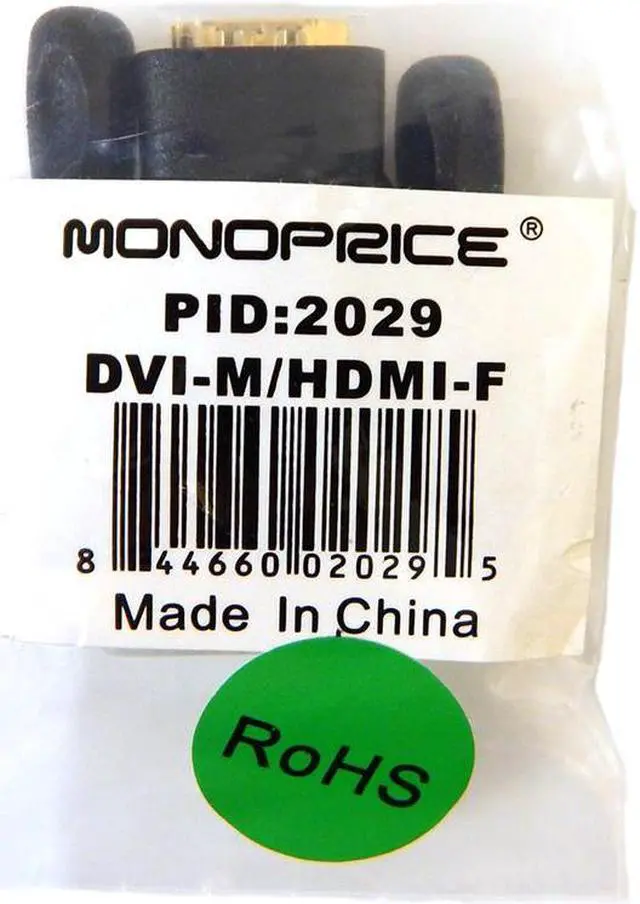 MONOPRICE®
PID:2029
DVI-M/HDMI-F
8 44660 02029 5
Made In China
RoHS